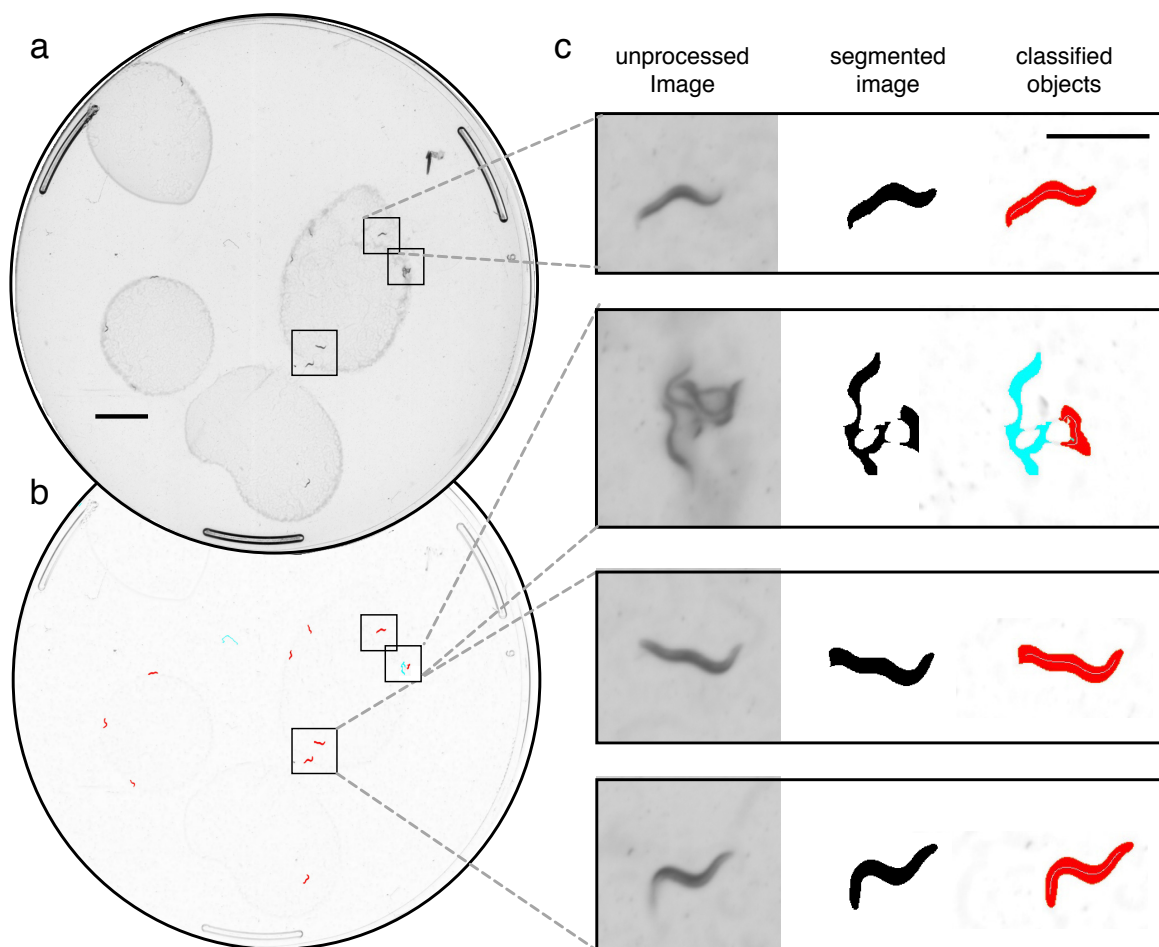 a
b
c
unprocessed
Image
segmented
image
classified
objects